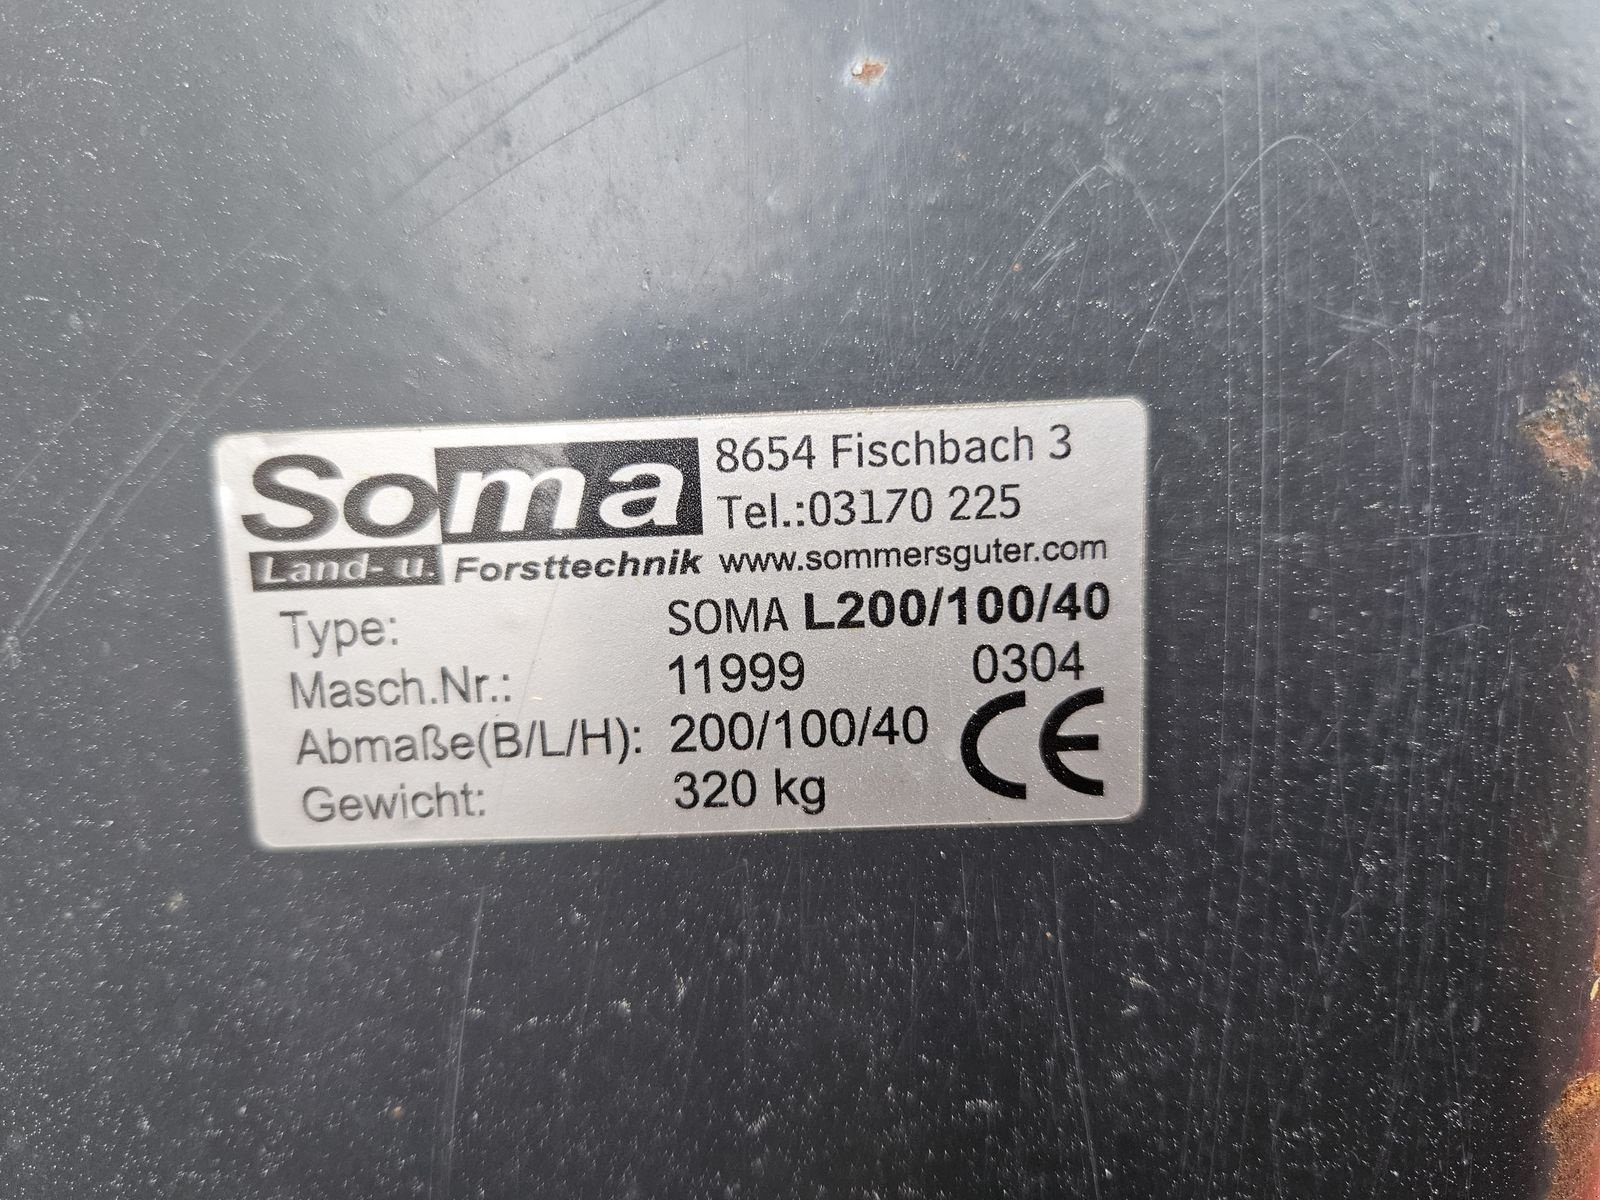 Soma 8654 Fischbach 3
Tel.:03170 225
Land- u. Forsttechnik www.sommersguter.com
Type: SOMA L200/100/40
Masch.Nr.: 11999 0304
Abmaße(B/L/H): 200/100/40 CE
Gewicht: 320 kg